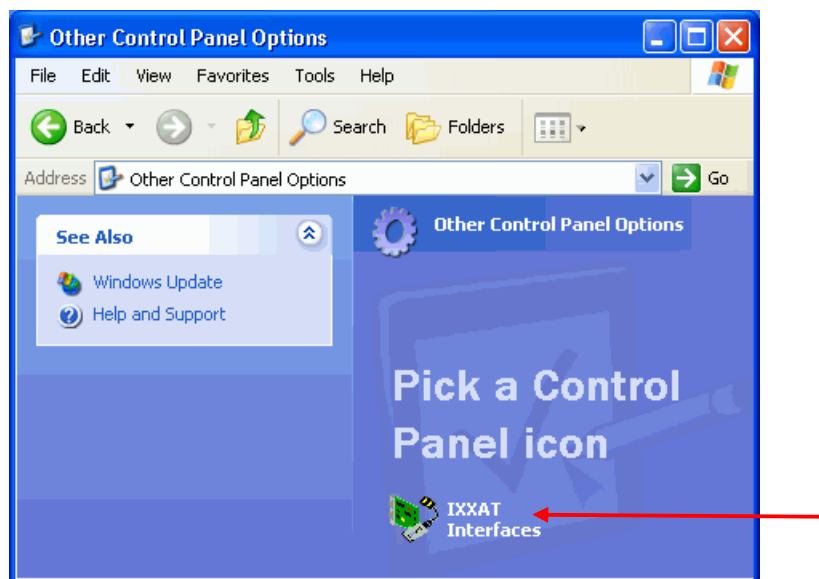 Other Control Panel Options
File Edit View Favorites Tools Help
Back Search Folders
Address Other Control Panel Options Go
See Also
Windows Update
Help and Support
Other Control Panel Options
Pick a Control
Panel icon
IXXAT
Interfaces